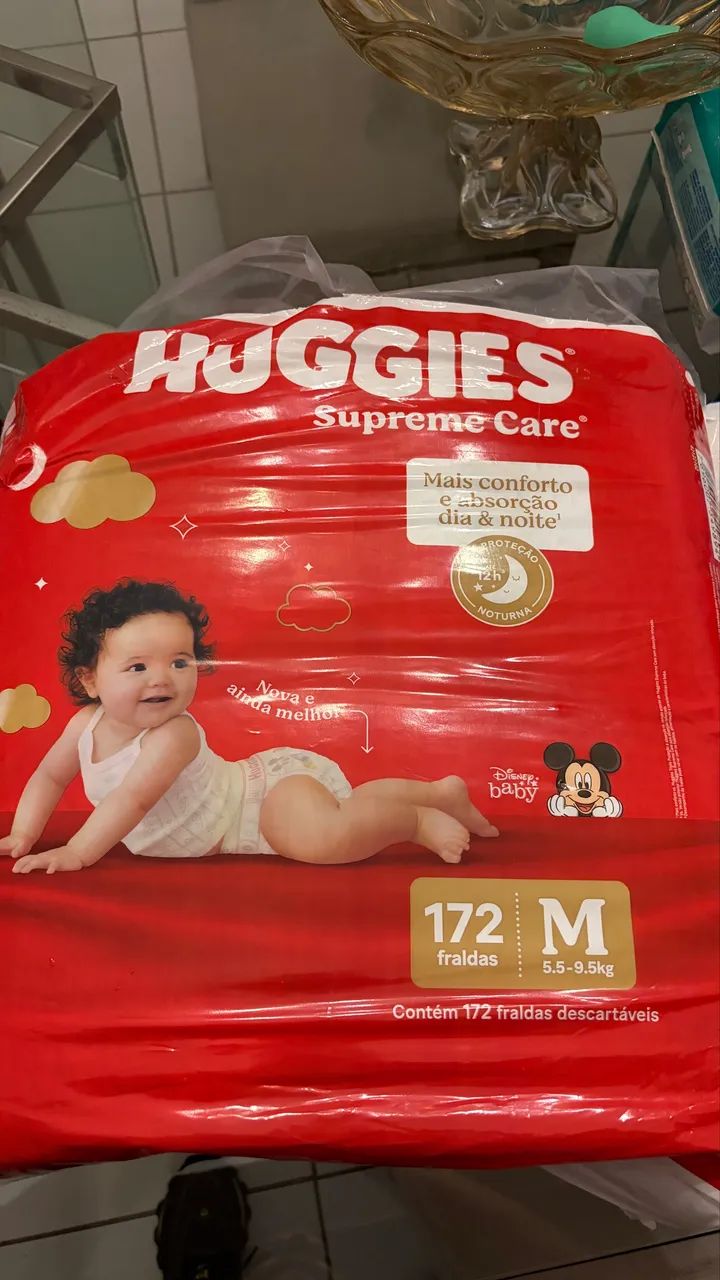 HUGGIES®
Supreme Care®
Mais conforto
e absorção
dia & noite¹
PROTEÇÃO
12h
NOTURNA
Nova e
ainda melhor
Disney
baby
172
fraldas
M
5.5-9.5kg
Contém 172 fraldas descartáveis